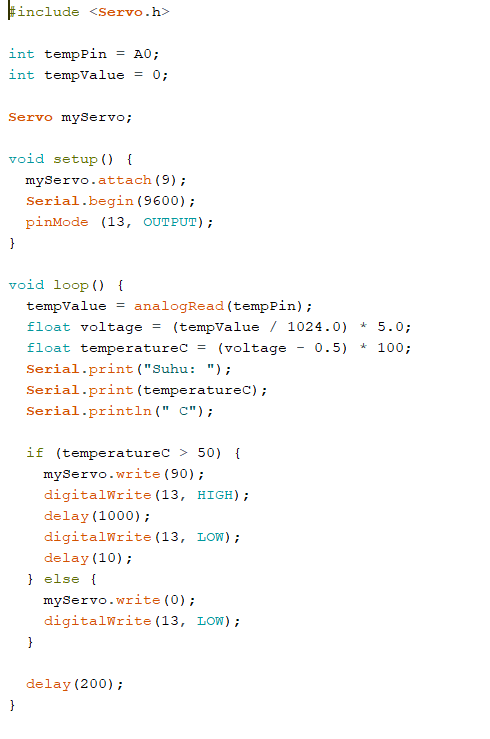 #include <Servo.h>

int tempPin = A0;
int tempValue = 0;

Servo myServo;

void setup() {
  myServo.attach(9);
  Serial.begin(9600);
  pinMode (13, OUTPUT);
}

void loop() {
  tempValue = analogRead(tempPin);
  float voltage = (tempValue / 1024.0) * 5.0;
  float temperatureC = (voltage - 0.5) * 100;
  Serial.print("Suhu: ");
  Serial.print(temperatureC);
  Serial.println(" C");

  if (temperatureC > 50) {
    myServo.write(90);
    digitalWrite(13, HIGH);
    delay(1000);
    digitalWrite(13, LOW);
    delay(10);
  } else {
    myServo.write(0);
    digitalWrite(13, LOW);
  }

  delay(200);
}